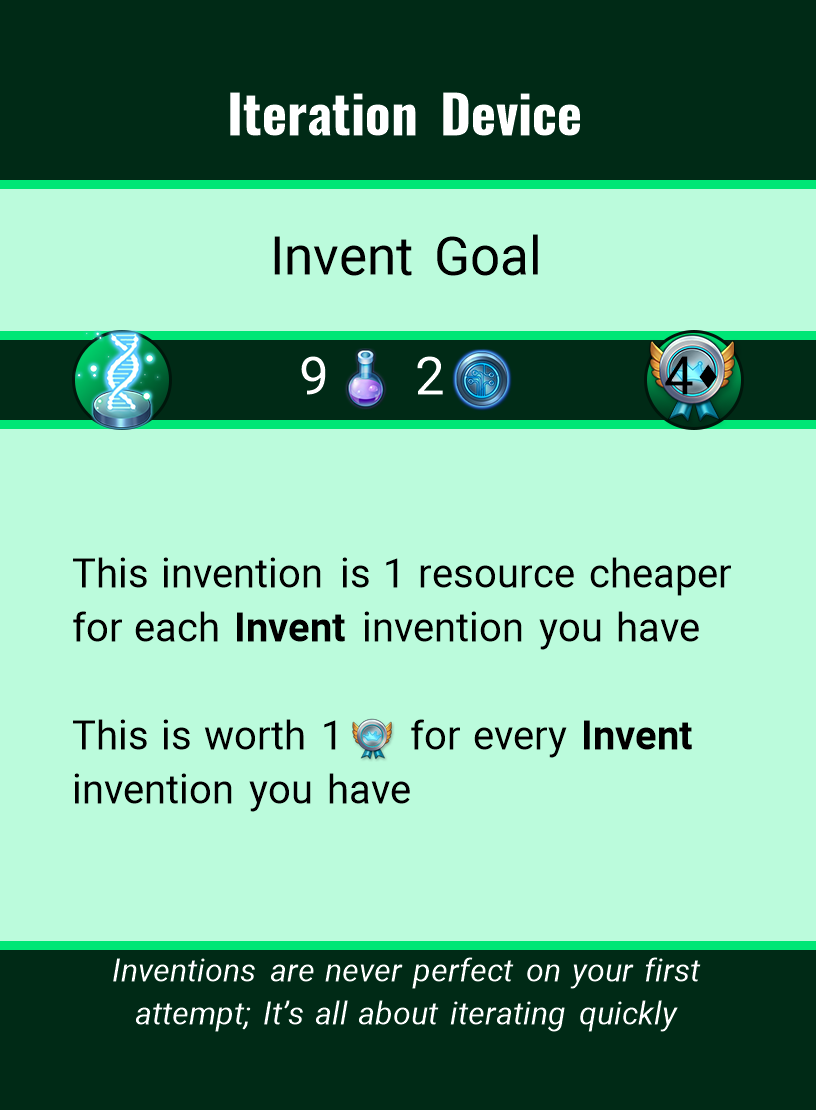 Iteration Device
Invent Goal
9 2
4♦
This invention is 1 resource cheaper
for each Invent invention you have
This is worth 1 for every Invent
invention you have
Inventions are never perfect on your first
attempt; It’s all about iterating quickly